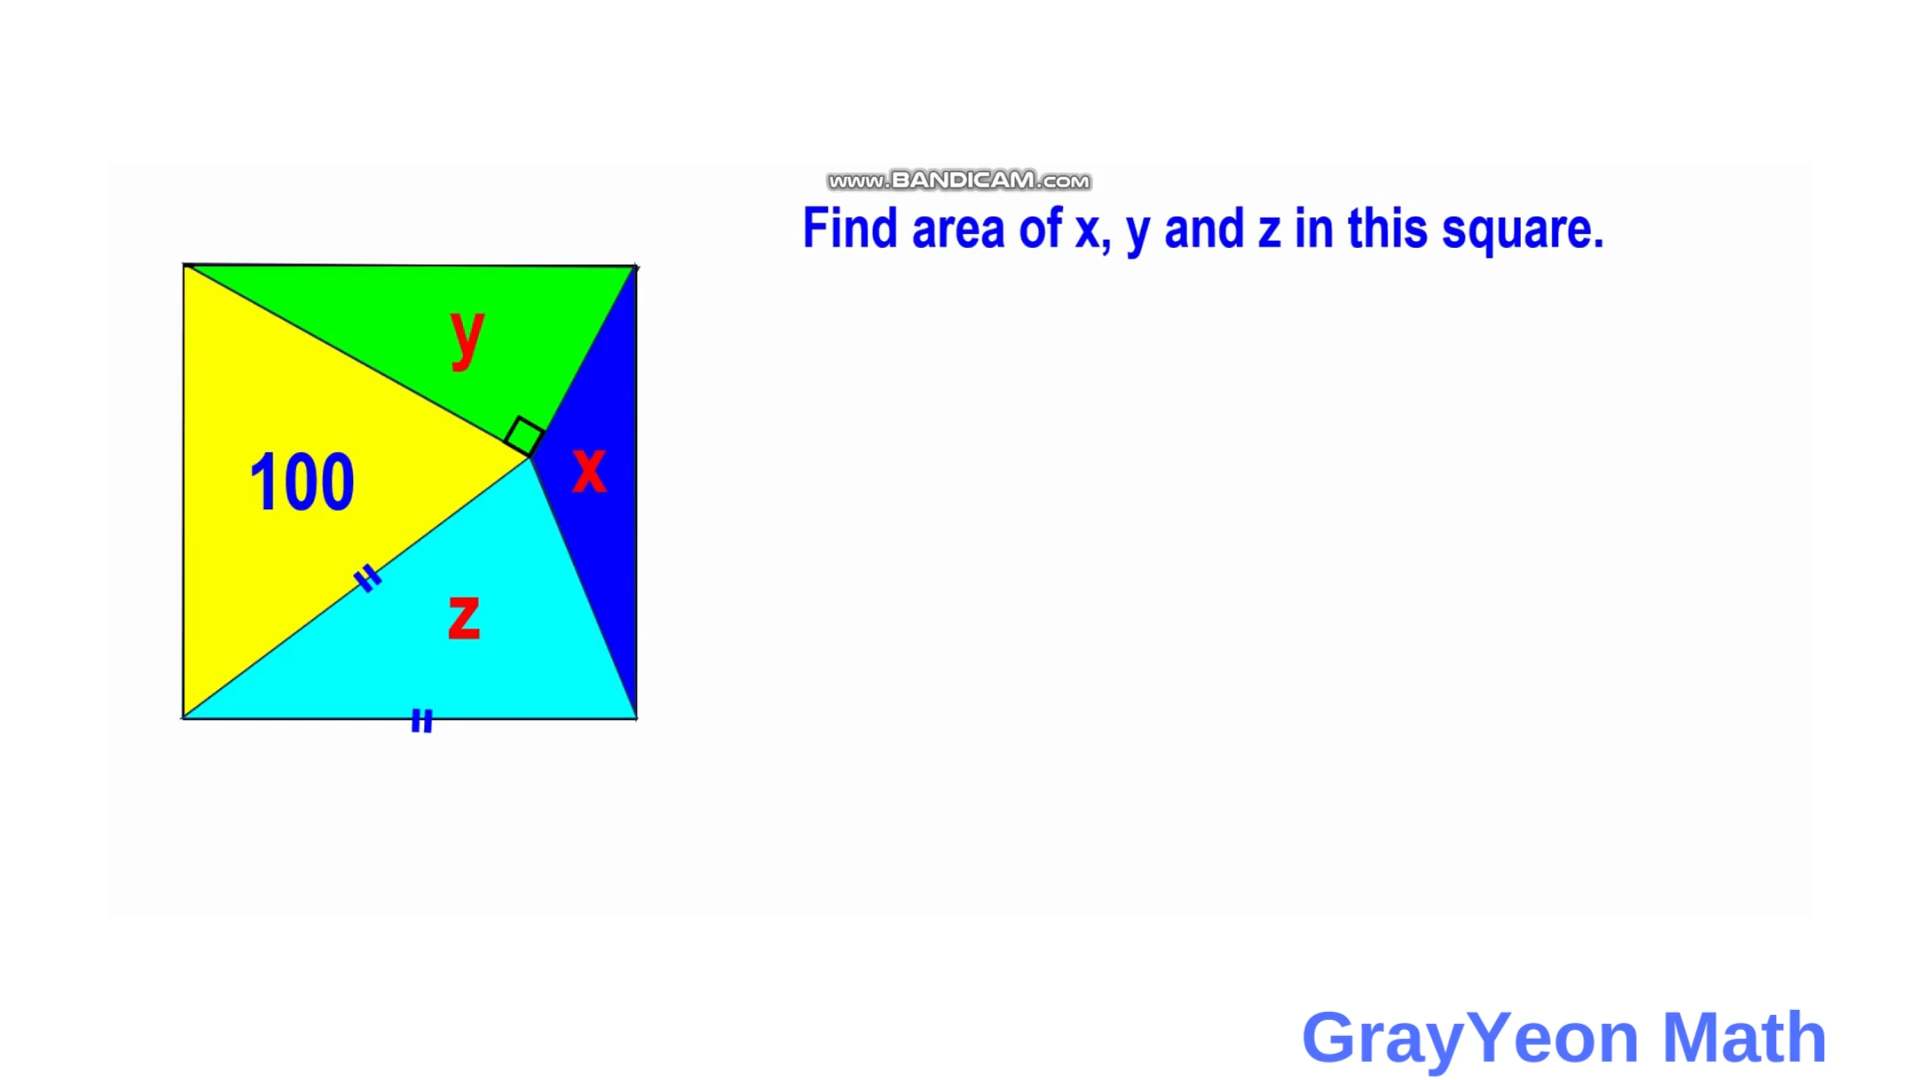 www.BANDICAM.com
Find area of x, y and z in this square.
y
100
x
z
GrayYeon Math